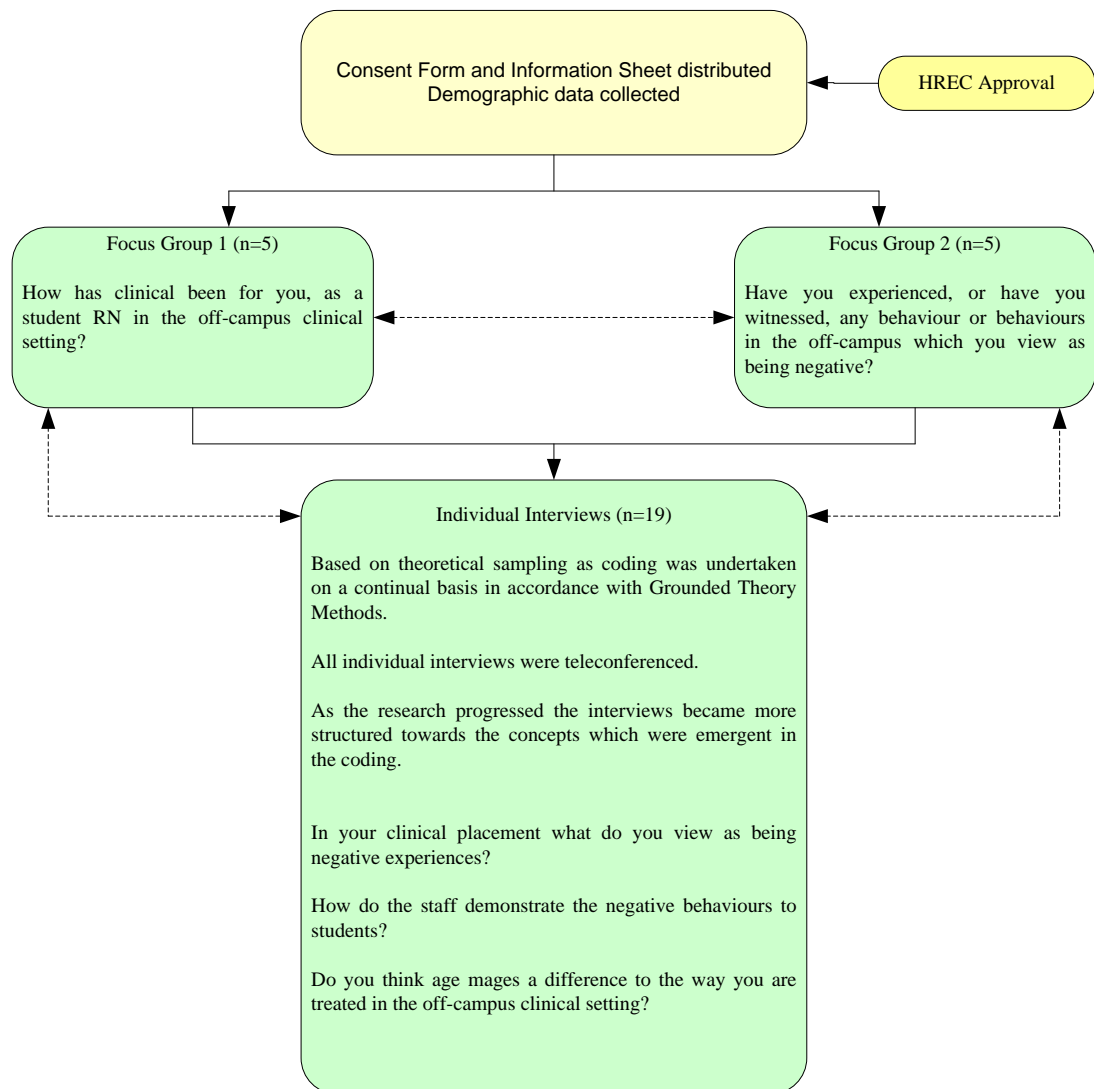 Consent Form and Information Sheet distributed
Demographic data collected
HREC Approval
Focus Group 1 (n=5)
How has clinical been for you, as a
student RN in the off-campus clinical
setting?
Focus Group 2 (n=5)
Have you experienced, or have you
witnessed, any behaviour or behaviours
in the off-campus which you view as
being negative?
Individual Interviews (n=19)
Based on theoretical sampling as coding was undertaken
on a continual basis in accordance with Grounded Theory
Methods.
All individual interviews were teleconferenced.
As the research progressed the interviews became more
structured towards the concepts which were emergent in
the coding.
In your clinical placement what do you view as being
negative experiences?
How do the staff demonstrate the negative behaviours to
students?
Do you think age mages a difference to the way you are
treated in the off-campus clinical setting?